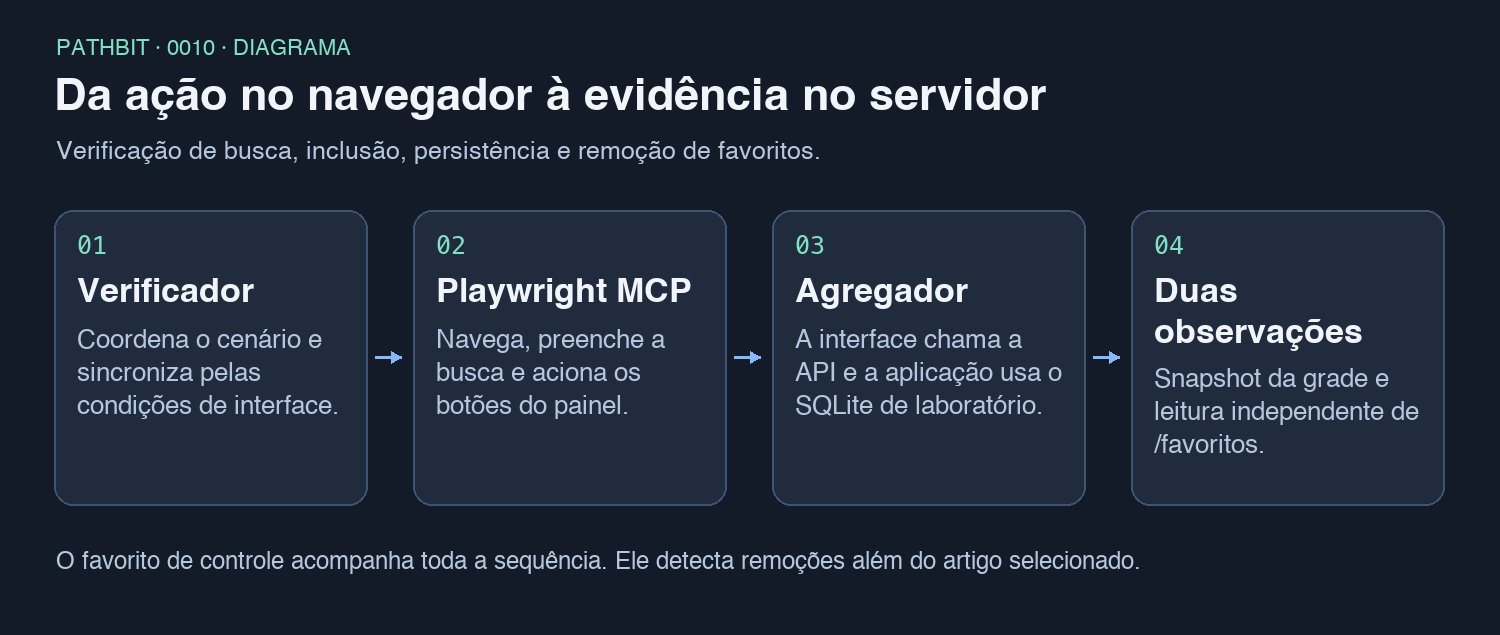 PATHBIT · 0010 · DIAGRAMA
Da ação no navegador à evidência no servidor
Verificação de busca, inclusão, persistência e remoção de favoritos.
01
Verificador
Coordena o cenário e
sincroniza pelas
condições de interface.
02
Playwright MCP
Navega, preenche a
busca e aciona os
botões do painel.
03
Agregador
A interface chama a
API e a aplicação usa o
SQLite de laboratório.
04
Duas
observações
Snapshot da grade e
leitura independente de
/favoritos.
O favorito de controle acompanha toda a sequência. Ele detecta remoções além do artigo selecionado.